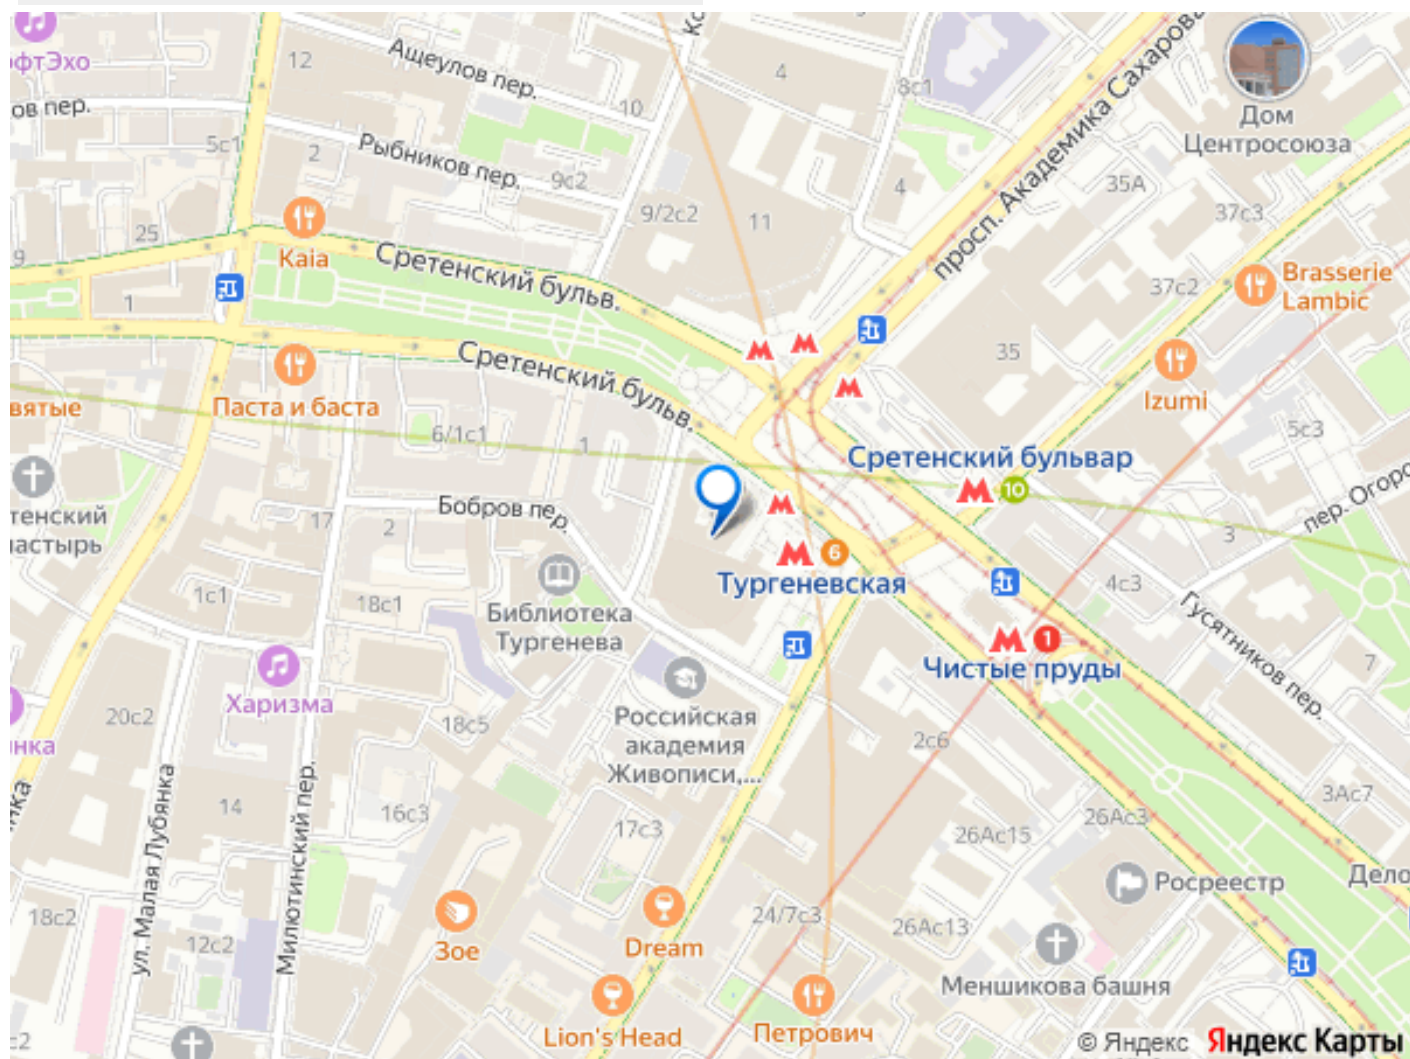 офтЭхо
ов пер.
12
Ащеулов пер.
10
Рыбников пер.
5с1
2
9с2
Ко
4
8с1
просп. Академика Сахарова
Дом
Центросоюза
4
35А
37с3
9/2с2
11
25
9
1
Kaia
Сретенский бульв.
37с2
Brasserie
Lambic
35
Izumi
5с3
Сретенский бульв.
Паста и баста
вятые
6/1с1
1
Сретенский бульвар
10
пер. Огоро
тенский
настырь
17
2
Бобров пер.
6
Тургеневская
3
4с3
Гусятников пер.
1с1
18с1
Библиотека
Тургенева
1
Чистые пруды
7
Харизма
20с2
нка
18с5
Российская
академия
Живописи,...
2с6
3Ас7
14
16с3
17с3
26Ас15
26Ас3
ул. Малая Лубянка
Милютинский пер.
Росреестр
Дело
18с2
12с2
Зое
Dream
24/7с3
26Ас13
Меншикова башня
Lion's Head
Петрович
© Яндекс Яндекс Карты